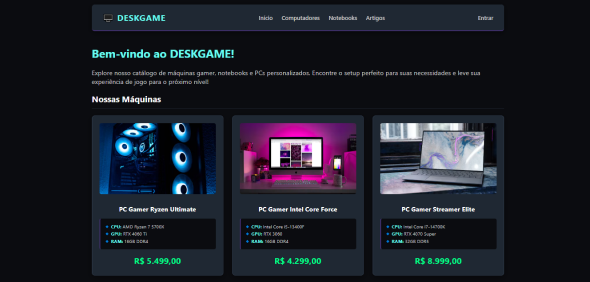 DESKGAME
Início Computadores Notebooks Artigos Entrar
Bem-vindo ao DESKGAME!
Explore nosso catálogo de máquinas gamer, notebooks e PCs personalizados. Encontre o setup perfeito para suas necessidades e leve sua
experiência de jogo para o próximo nível!
Nossas Máquinas
PC Gamer Ryzen Ultimate
CPU: AMD Ryzen 7 5700X
GPU: RTX 4060 Ti
RAM: 16GB DDR4
R$ 5.499,00
PC Gamer Intel Core Force
CPU: Intel Core i5-13400F
GPU: RTX 3060
RAM: 16GB DDR4
R$ 4.299,00
PC Gamer Streamer Elite
CPU: Intel Core i7-14700K
GPU: RTX 4070 Super
RAM: 32GB DDR5
R$ 8.999,00